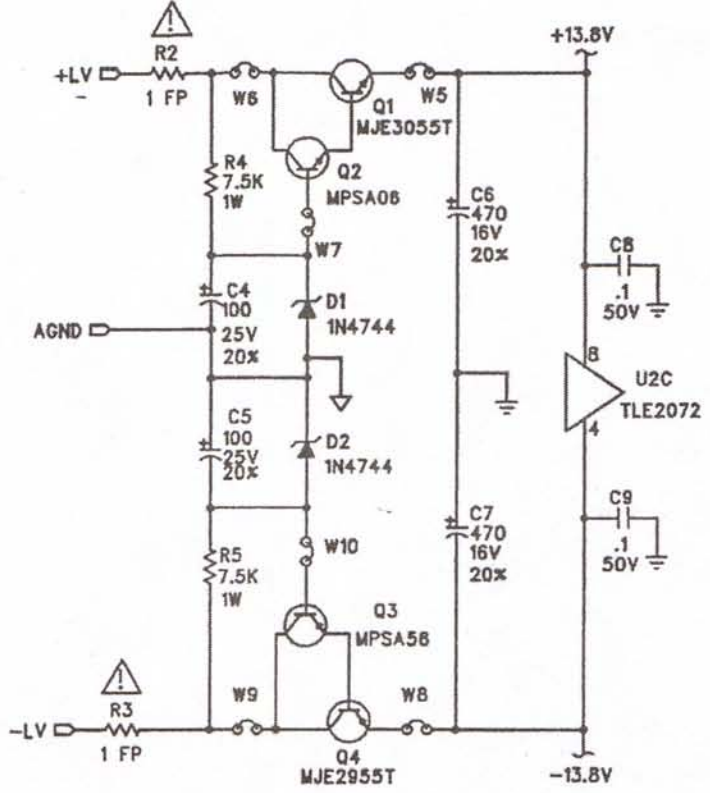 R2
+LV
-
1 FP
W6
Q1
MJE3055T
W5
+13.8V
R4
7.5K
1W
Q2
MPSA06
W7
C6
470
16V
20%
C8
.1
50V
C4
100
25V
20%
D1
1N4744
AGND
8
U2C
TLE2072
4
C5
100
25V
20%
D2
1N4744
C7
470
16V
20%
C9
.1
50V
W10
R5
7.5K
1W
Q3
MPSA56
R3
-LV
1 FP
W9
W8
Q4
MJE2955T
-13.8V